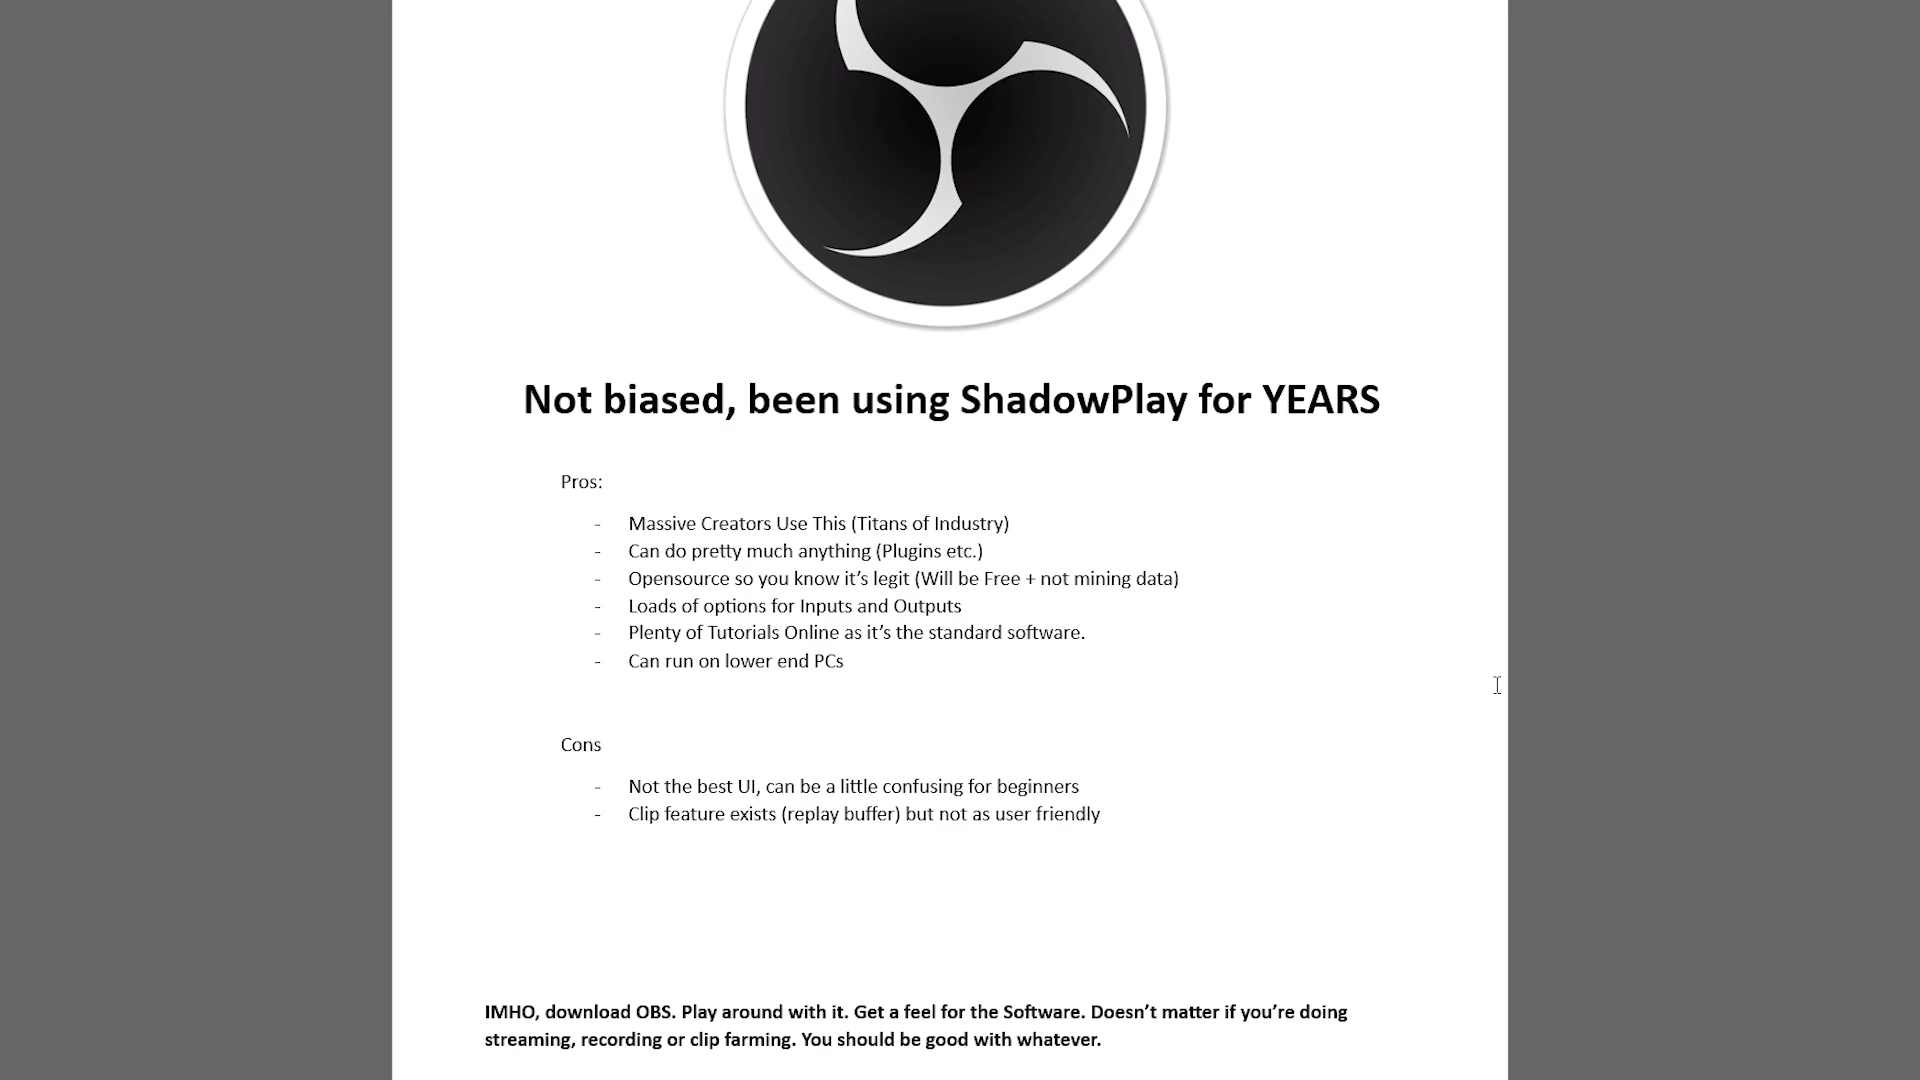 Not biased, been using ShadowPlay for YEARS
Pros:
- Massive Creators Use This (Titans of Industry)
- Can do pretty much anything (Plugins etc.)
- Opensource so you know it’s legit (Will be Free + not mining data)
- Loads of options for Inputs and Outputs
- Plenty of Tutorials Online as it’s the standard software.
- Can run on lower end PCs
Cons
- Not the best UI, can be a little confusing for beginners
- Clip feature exists (replay buffer) but not as user friendly
IMHO, download OBS. Play around with it. Get a feel for the Software. Doesn’t matter if you’re doing
streaming, recording or clip farming. You should be good with whatever.